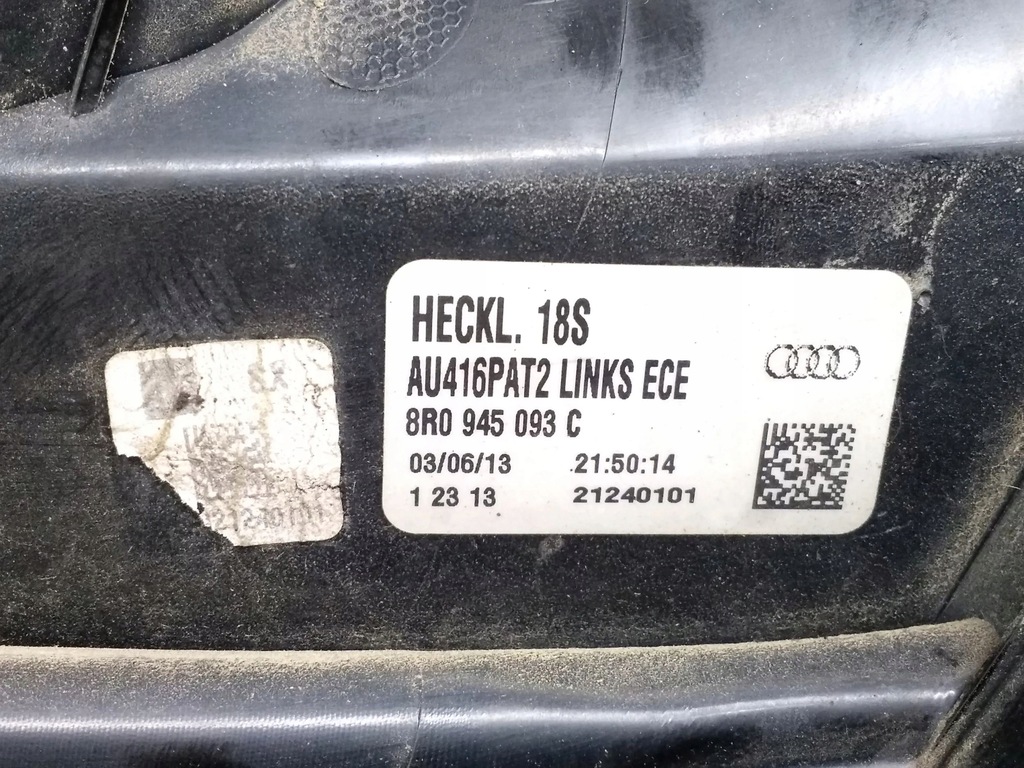 HECKL. 18S
AU416PAT2 LINKS ECE
8R0 945 093 C
03/06/13 21:50:14
1 23 13 21240101